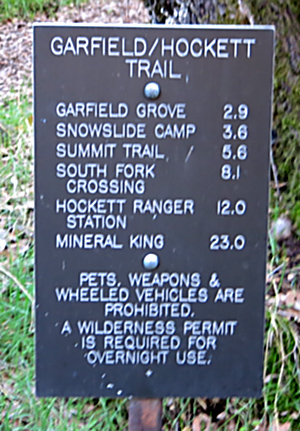 GARFIELD/HOCKETT
TRAIL
GARFIELD GROVE 2.9
SNOWSLIDE CAMP 3.6
SUMMIT TRAIL 5.6
SOUTH FORK 8.1
CROSSING
HOCKETT RANGER 12.0
STATION
MINERAL KING 23.0
PETS, WEAPONS &
WHEELED VEHICLES ARE
PROHIBITED.
A WILDERNESS PERMIT
IS REQUIRED FOR
OVERNIGHT USE.